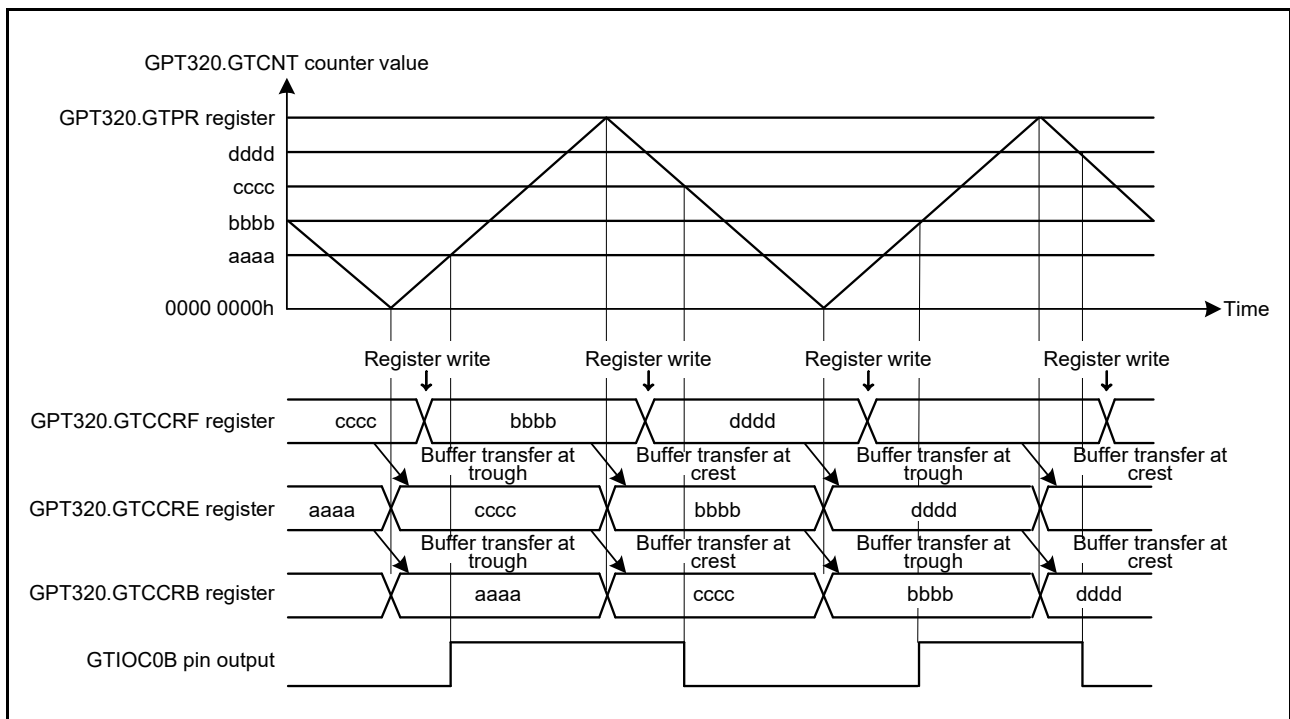 GPT320.GTCNT counter value
GPT320.GTPR register
dddd
cccc
bbbb
aaaa
0000 0000h
Time
Register write
Register write
Register write
Register write
GPT320.GTCCRF register
cccc
bbbb
dddd
Buffer transfer at
trough
Buffer transfer at
crest
Buffer transfer at
trough
Buffer transfer at
crest
GPT320.GTCCRE register
aaaa
cccc
bbbb
dddd
Buffer transfer at
trough
Buffer transfer at
crest
Buffer transfer at
trough
Buffer transfer at
crest
GPT320.GTCCRB register
aaaa
cccc
bbbb
dddd
GTIOC0B pin output